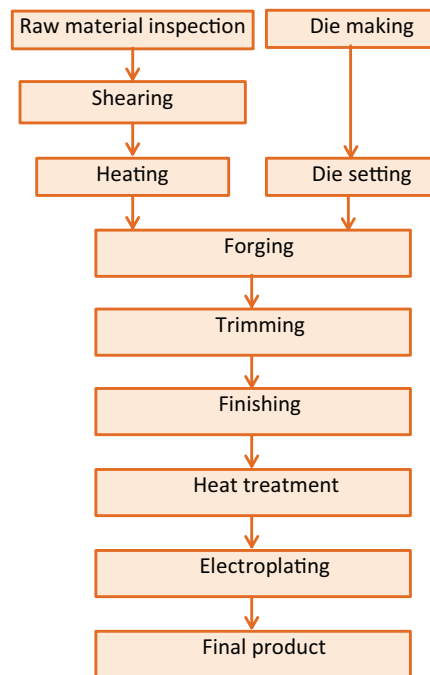 Raw material inspection
Die making
Shearing
Heating
Die setting
Forging
Trimming
Finishing
Heat treatment
Electroplating
Final product